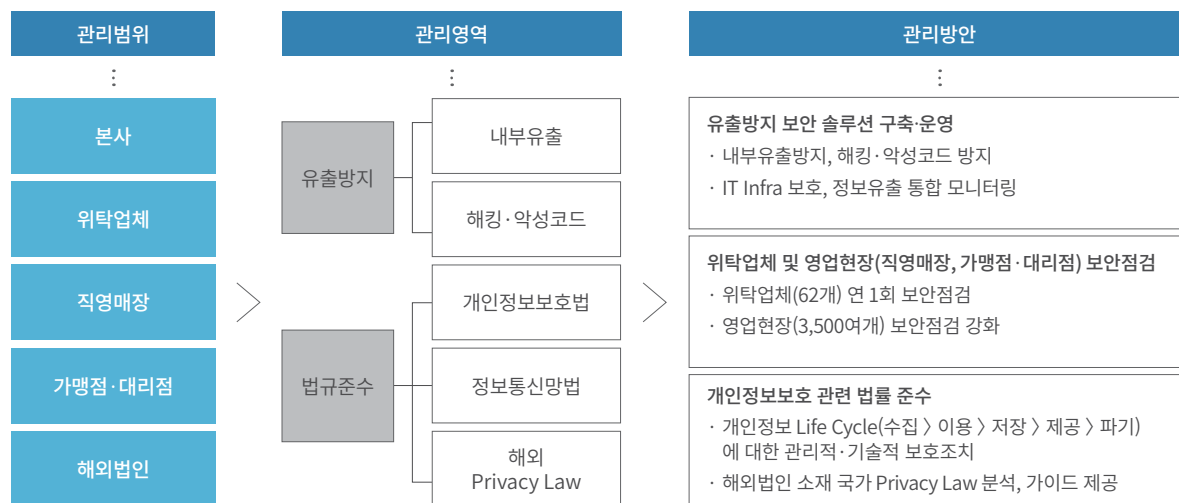 관리범위
본사
위탁업체
직영매장
가맹점·대리점
해외법인
관리영역
유출방지
내부유출
해킹·악성코드
법규준수
개인정보보호법
정보통신망법
해외
Privacy Law
관리방안
유출방지 보안 솔루션 구축·운영
· 내부유출방지, 해킹·악성코드 방지
· IT Infra 보호, 정보유출 통합 모니터링
위탁업체 및 영업현장(직영매장, 가맹점·대리점) 보안점검
· 위탁업체(62개) 연 1회 보안점검
· 영업현장(3,500여개) 보안점검 강화
개인정보보호 관련 법률 준수
· 개인정보 Life Cycle(수집 〉 이용 〉 저장 〉 제공 〉 파기)
에 대한 관리적·기술적 보호조치
· 해외법인 소재 국가 Privacy Law 분석, 가이드 제공